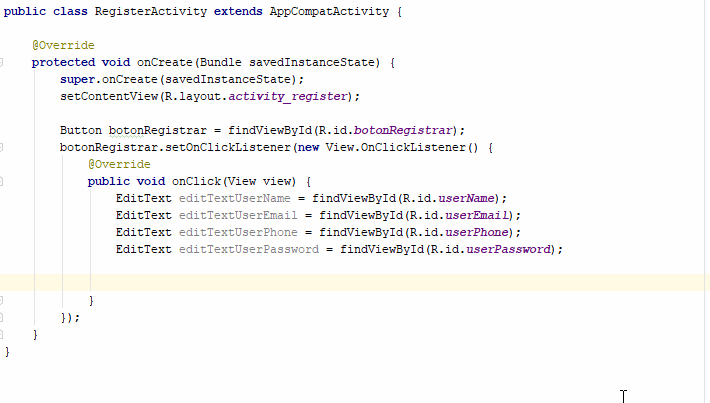 public class RegisterActivity extends AppCompatActivity {
@Override
protected void onCreate(Bundle savedInstanceState) {
super.onCreate(savedInstanceState);
setContentView(R.layout.activity_register);
Button botonRegistrar = findViewById(R.id.botonRegistrar);
botonRegistrar.setOnClickListener(new View.OnClickListener() {
@Override
public void onClick(View view) {
EditText editTextUserName = findViewById(R.id.userName);
EditText editTextUserEmail = findViewById(R.id.userEmail);
EditText editTextUserPhone = findViewById(R.id.userPhone);
EditText editTextUserPassword = findViewById(R.id.userPassword);
}
});
}
}